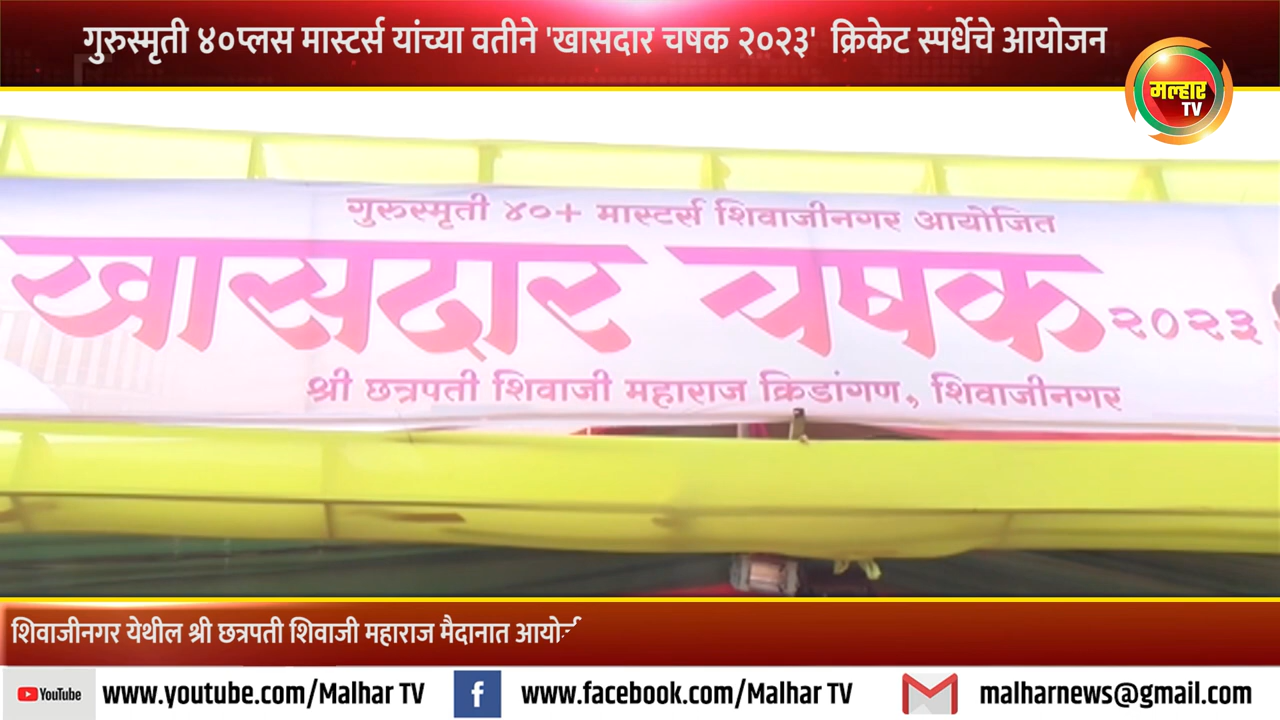 गुरुस्मृती ४०प्लस मास्टर्स यांच्या वतीने 'खासदार चषक २०२३' क्रिकेट स्पर्धेचे आयोजन
मल्हार
TV
गुरुस्मृती ४०+ मास्टर्स शिवाजीनगर आयोजित
खासदार चषक २०२३
श्री छत्रपती शिवाजी महाराज क्रिडांगण, शिवाजीनगर
शिवाजीनगर येथील श्री छत्रपती शिवाजी महाराज मैदानात
YouTube www.youtube.com/Malhar TV f www.facebook.com/Malhar TV malharnews@gmail.com